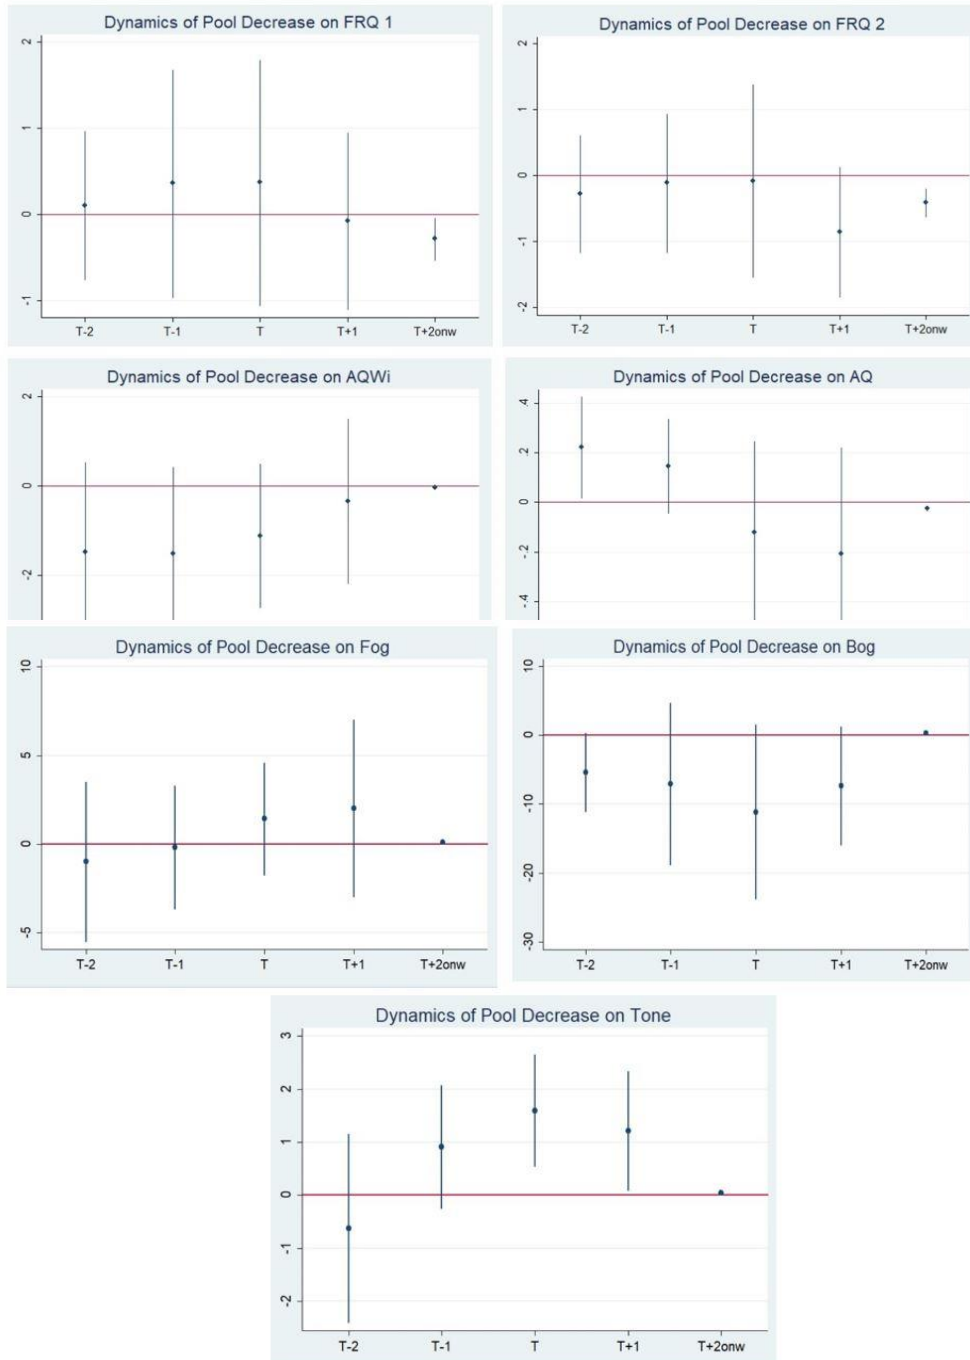 Dynamics of Pool Decrease on FRQ 1
2
1
0
-1
T-2 T-1 T T+1 T+2onw
Dynamics of Pool Decrease on FRQ 2
2
1
0
-1
-2
T-2 T-1 T T+1 T+2onw
Dynamics of Pool Decrease on AQWi
2
0
-2
Dynamics of Pool Decrease on AQ
.4
.2
0
-.2
-.4
Dynamics of Pool Decrease on Fog
10
5
0
-5
T-2 T-1 T T+1 T+2onw
Dynamics of Pool Decrease on Bog
10
0
-10
-20
-30
T-2 T-1 T T+1 T+2onw
Dynamics of Pool Decrease on Tone
3
2
1
0
-1
-2
T-2 T-1 T T+1 T+2onw